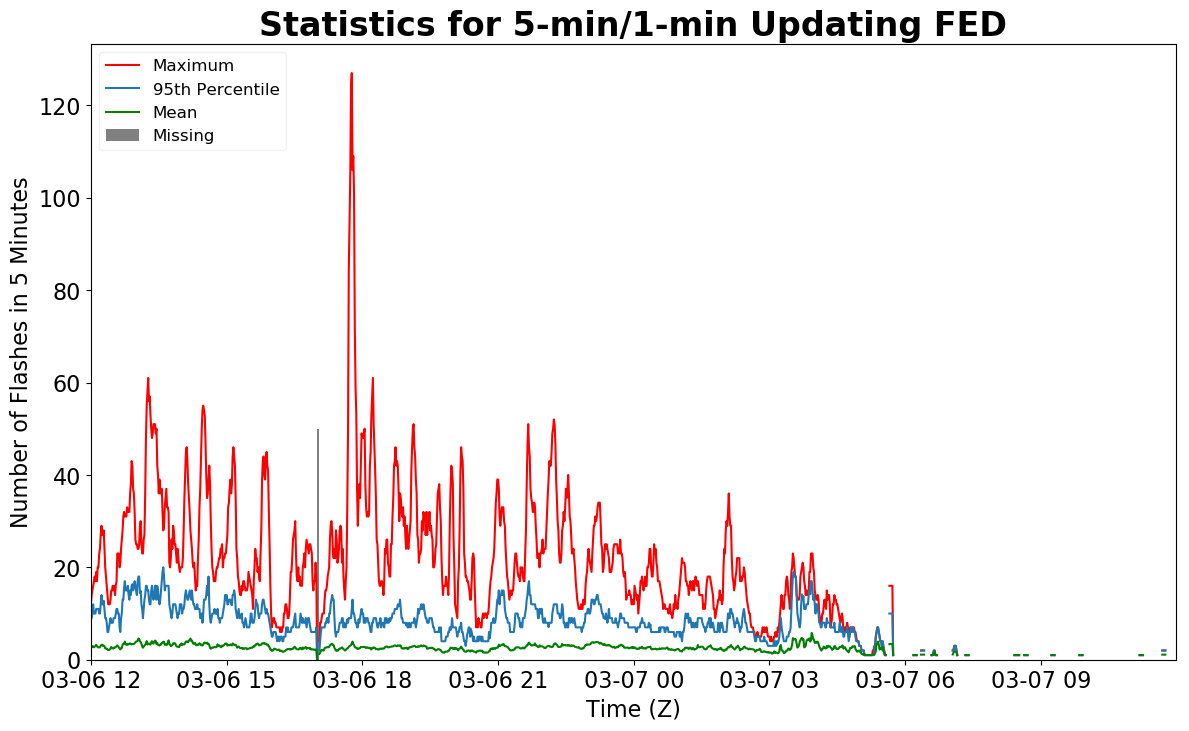 Statistics for 5-min/1-min Updating FED
Maximum
95th Percentile
Mean
Missing
Number of Flashes in 5 Minutes
120
100
80
60
40
20
0
03-06 12 03-06 15 03-06 18 03-06 21 03-07 00 03-07 03 03-07 06 03-07 09
Time (Z)